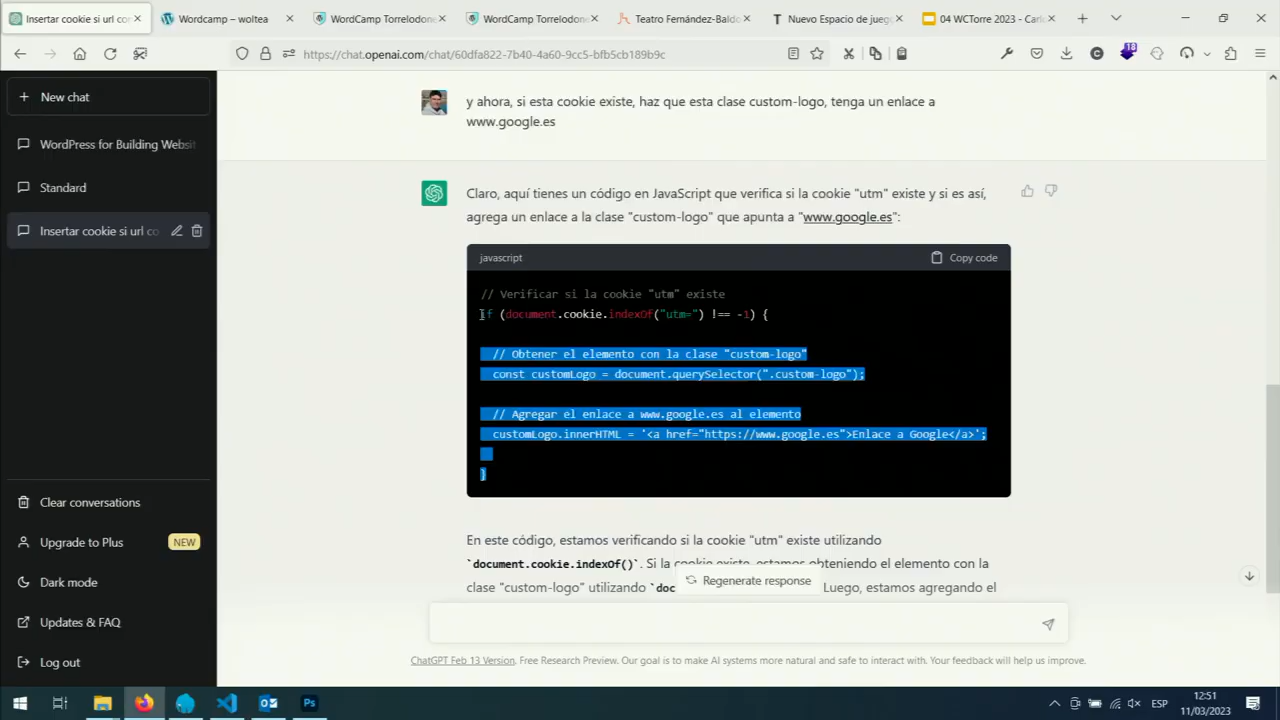 Insertar cookie si url co
Wordcamp – woltea
WordCamp Torrelodone
WordCamp Torrelodone
Teatro Fernández-Baldo
Nuevo Espacio de juego
04 WCTorre 2023 - Carlo
https://chat.openai.com/chat/60dfa822-7b40-4a60-9cc5-bfb5cb189b9c
18
New chat
WordPress for Building Websit
Standard
Insertar cookie si url co
Clear conversations
Upgrade to Plus
NEW
Dark mode
Updates & FAQ
Log out
y ahora, si esta cookie existe, haz que esta clase custom-logo, tenga un enlace a
www.google.es
Claro, aquí tienes un código en JavaScript que verifica si la cookie "utm" existe y si es así,
agrega un enlace a la clase "custom-logo" que apunta a "www.google.es":
javascript
Copy code
// Verificar si la cookie "utm" existe
if (document.cookie.indexOf("utm=") !== -1) {
// Obtener el elemento con la clase "custom-logo"
const customLogo = document.querySelector(".custom-logo");
// Agregar el enlace a www.google.es al elemento
customLogo.innerHTML = '<a href="https://www.google.es">Enlace a Google</a>';
}
En este código, estamos verificando si la cookie "utm" existe utilizando
`document.cookie.indexOf()`. Si la cookie existe, estamos obteniendo el elemento con la
clase "custom-logo" utilizando `doc
Luego, estamos agregando el
Regenerate response
ChatGPT Feb 13 Version. Free Research Preview. Our goal is to make AI systems more natural and safe to interact with. Your feedback will help us improve.
ESP
12:51
11/03/2023